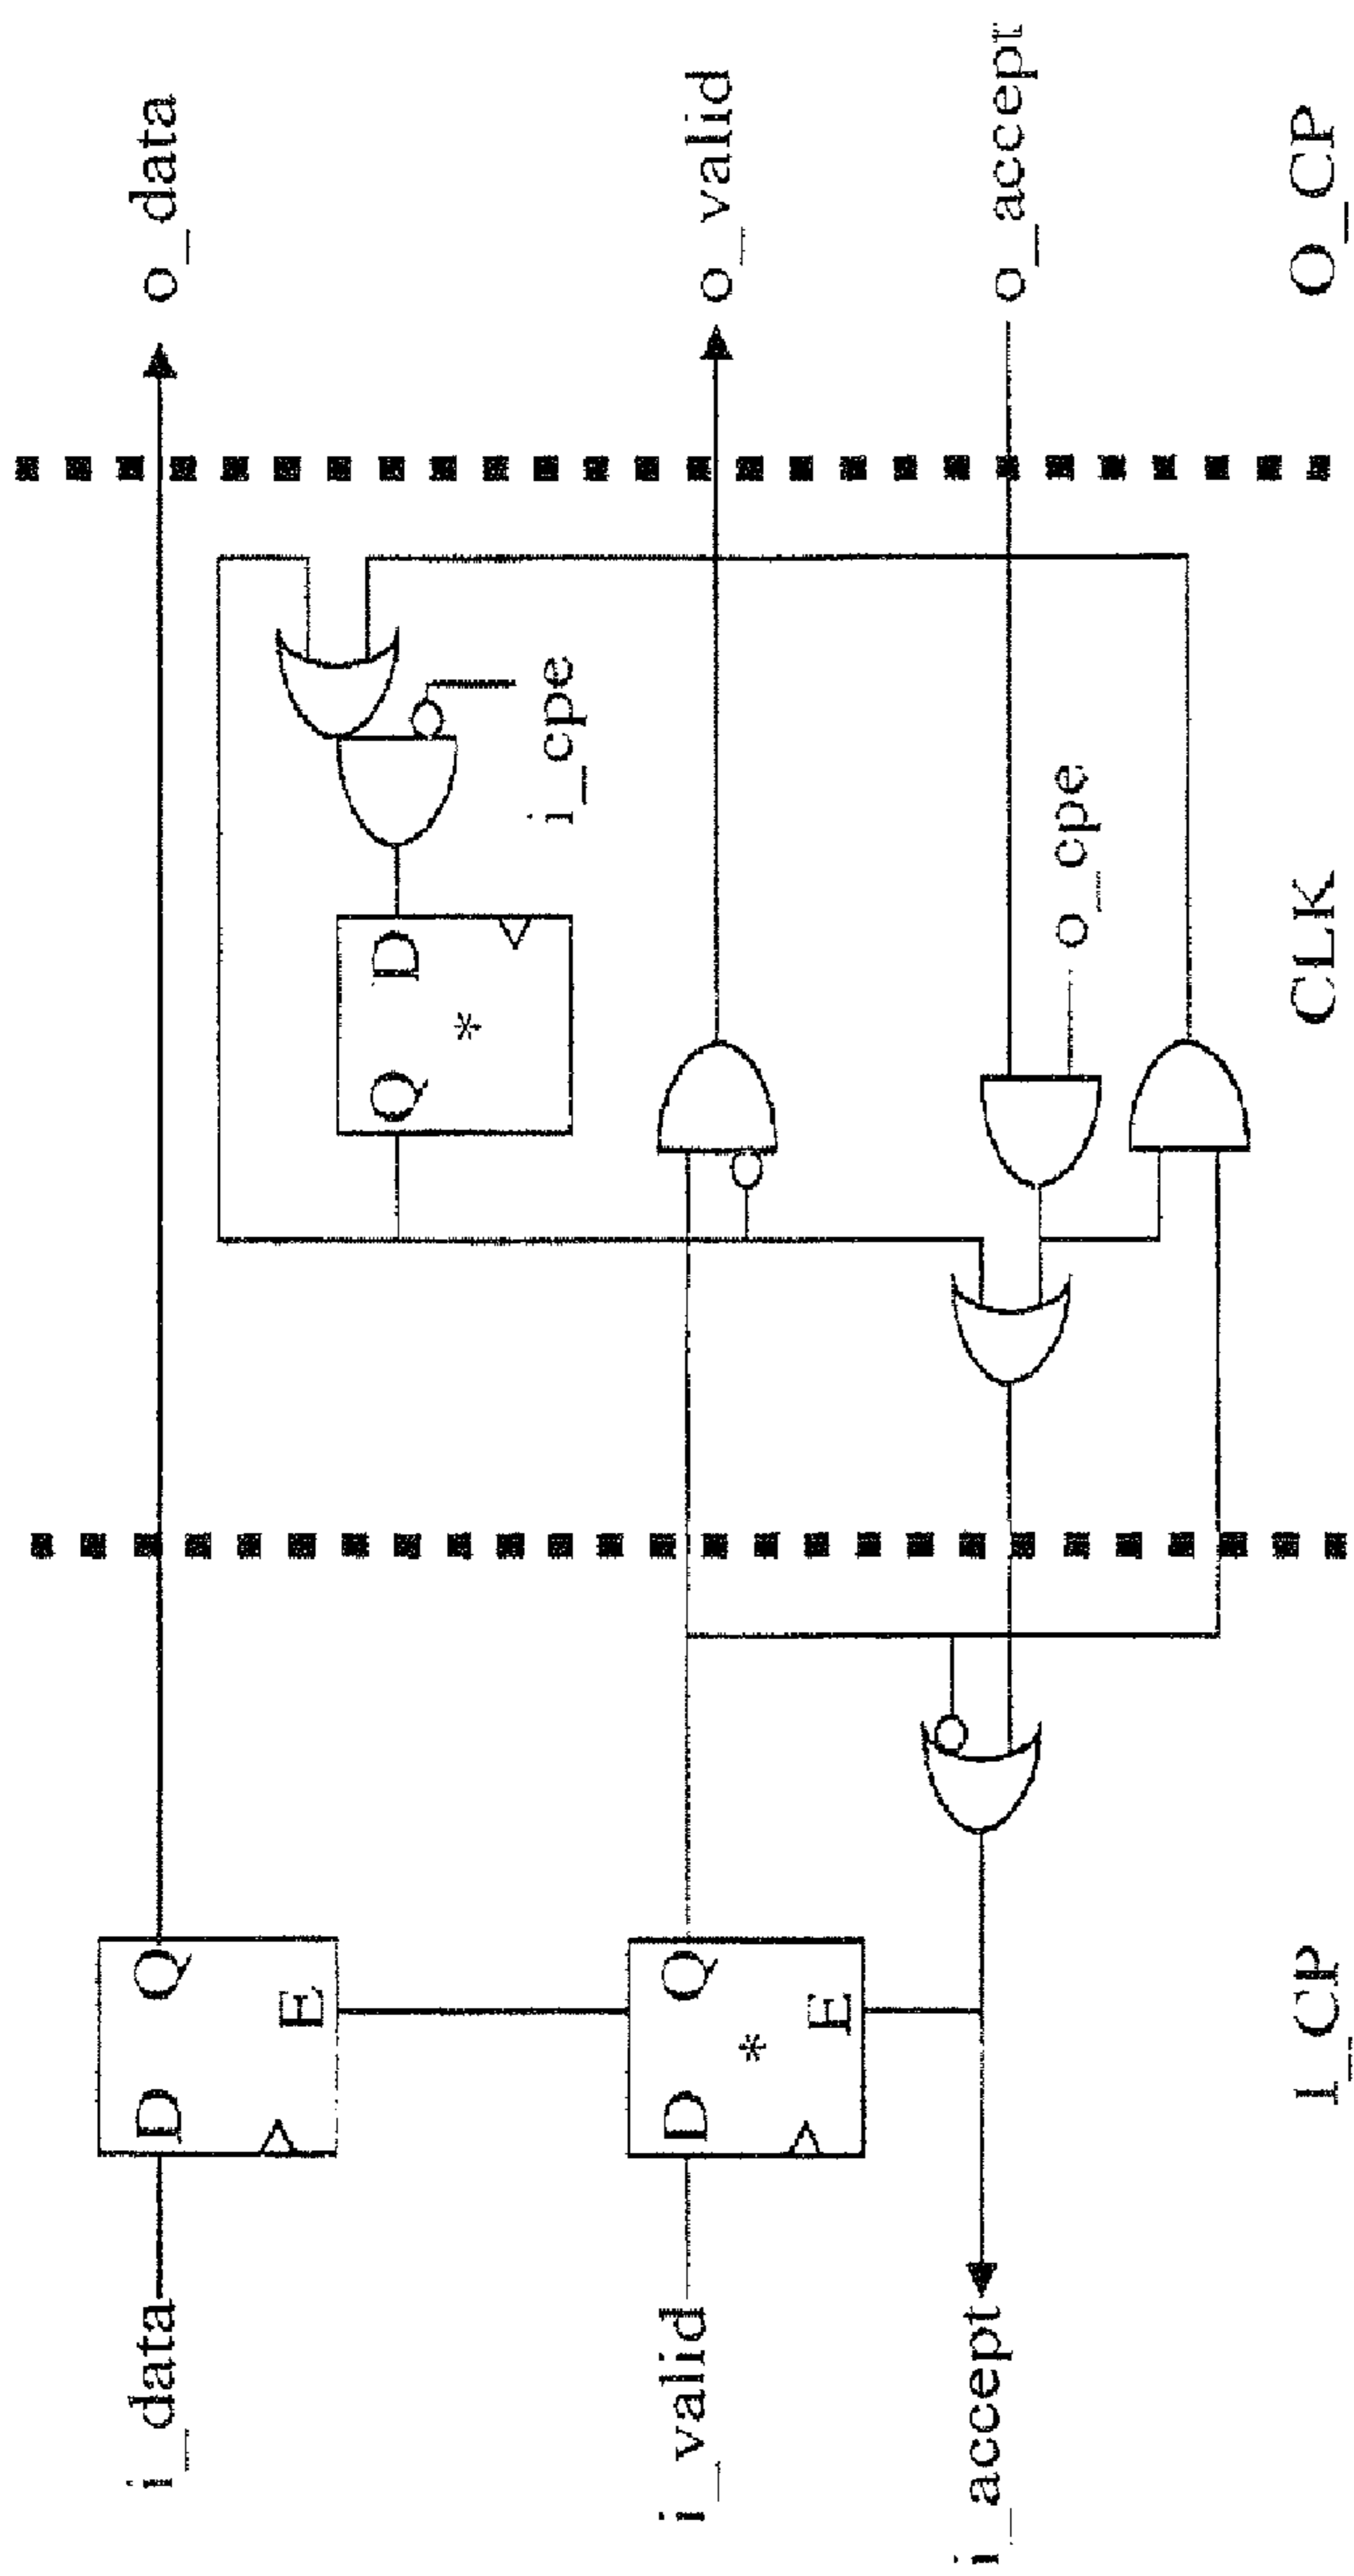 i_data
D
Q
E
o_data
Q
D
*
i_cpe
i_valid
D
Q
*
E
o_valid
i_accept
o_cpe
o_accept
I_CP
CLK
O_CP